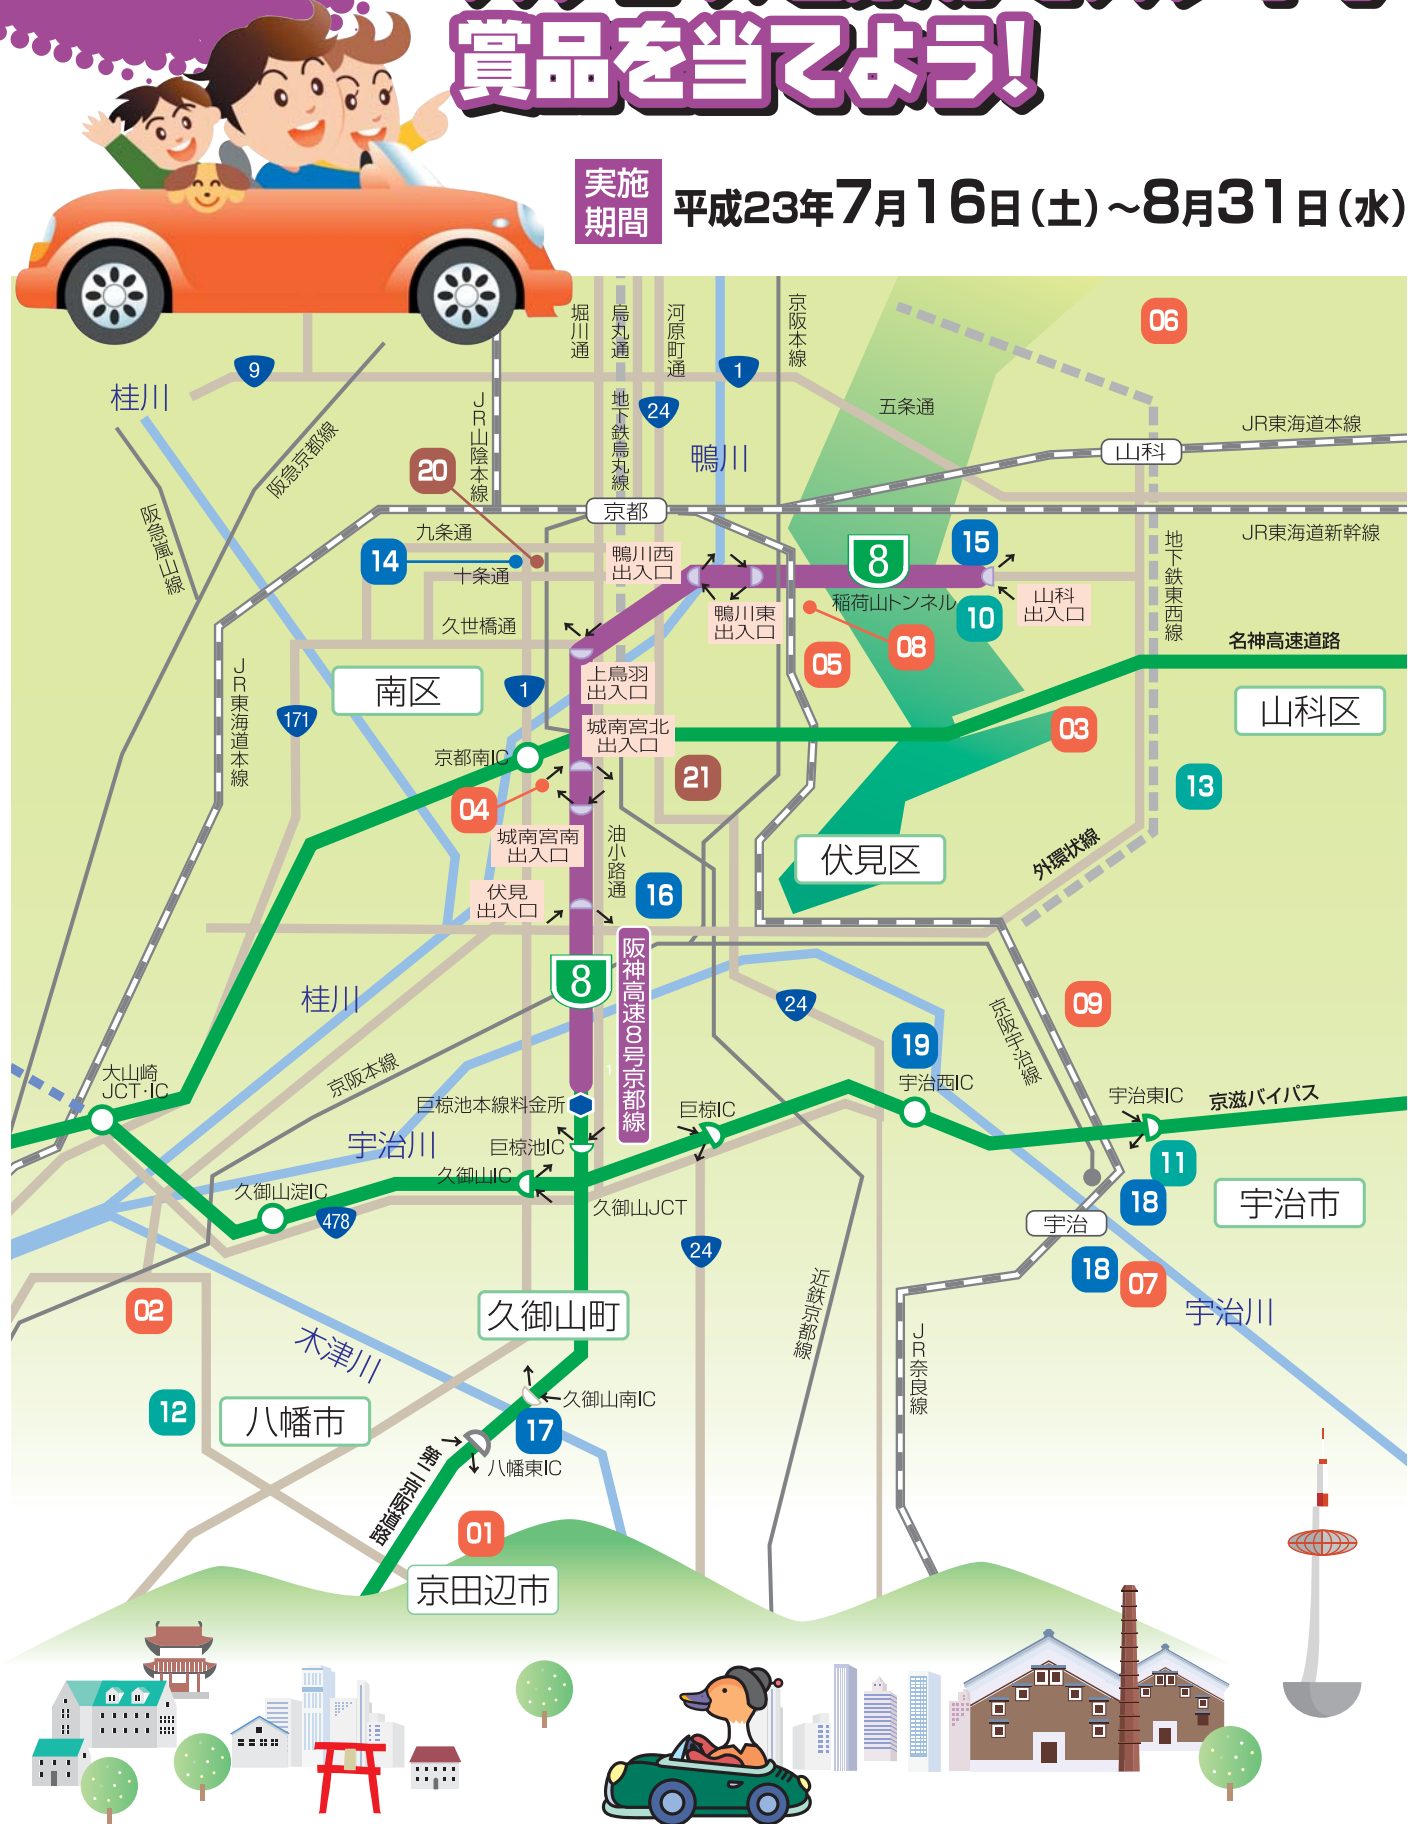 賞品を当てよう!
実施
期間
平成23年7月16日(土)~8月31日(水)
堀川通
烏丸通
河原町通
京阪本線
06
9
1
桂川
24
五条通
JR山陰本線
地下鉄烏丸線
JR東海道本線
阪急京都線
鴨川
山科
20
阪急嵐山線
京都
九条通
JR東海道新幹線
14
鴨川西
出入口
8
15
地下鉄東西線
十条通
稲荷山トンネル
山科
出入口
鴨川東
出入口
10
久世橋通
08
名神高速道路
05
JR東海道本線
上鳥羽
出入口
南区
1
山科区
171
城南宮北
出入口
03
京都南IC
21
13
04
城南宮南
出入口
油小路通
外環状線
伏見区
伏見
出入口
16
阪神高速8号京都線
8
桂川
24
09
京阪宇治線
19
大山崎
JCT・IC
京阪本線
宇治西IC
1
巨椋池本線料金所
巨椋IC
宇治東IC
京滋バイパス
宇治川
巨椋池IC
久御山IC
11
久御山淀IC
18
宇治市
478
久御山JCT
宇治
24
18
07
近鉄京都線
02
久御山町
宇治川
木津川
JR奈良線
12
八幡市
久御山南IC
17
第二京阪道路
八幡東IC
01
京田辺市